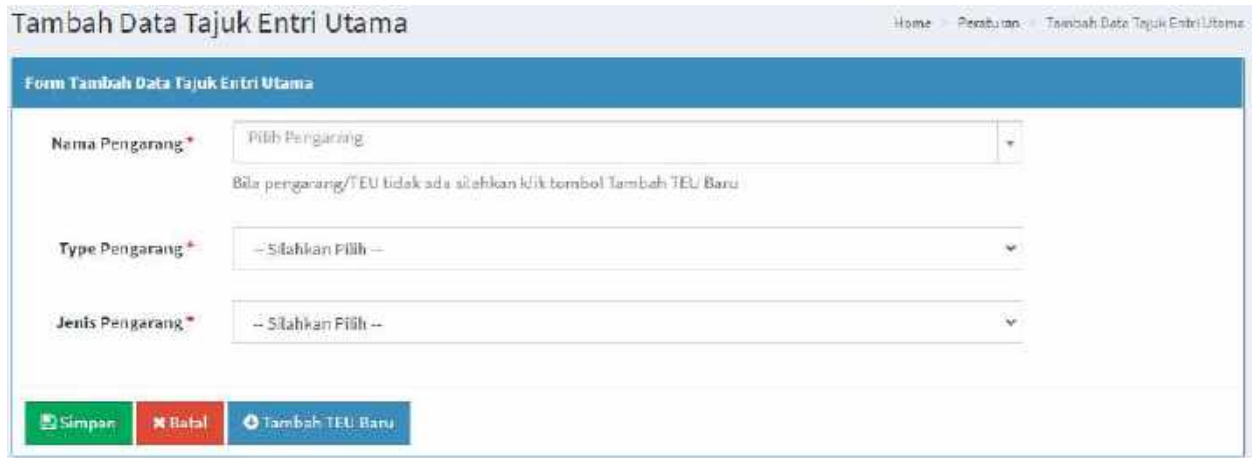 Tambah Data Tajuk Entri Utama
Home Peraturan Tambah Data Tajuk Entri Utama
Form Tambah Data Tajuk Entri Utama
Nama Pengarang * Pilih Pengarang
Bila pengarang/TEU tidak ada silahkan klik tombol Tambah TEU Baru
Type Pengarang * -- Silahkan Pilih --
Jenis Pengarang * -- Silahkan Pilih --
Simpan Batal Tambah TEU Baru